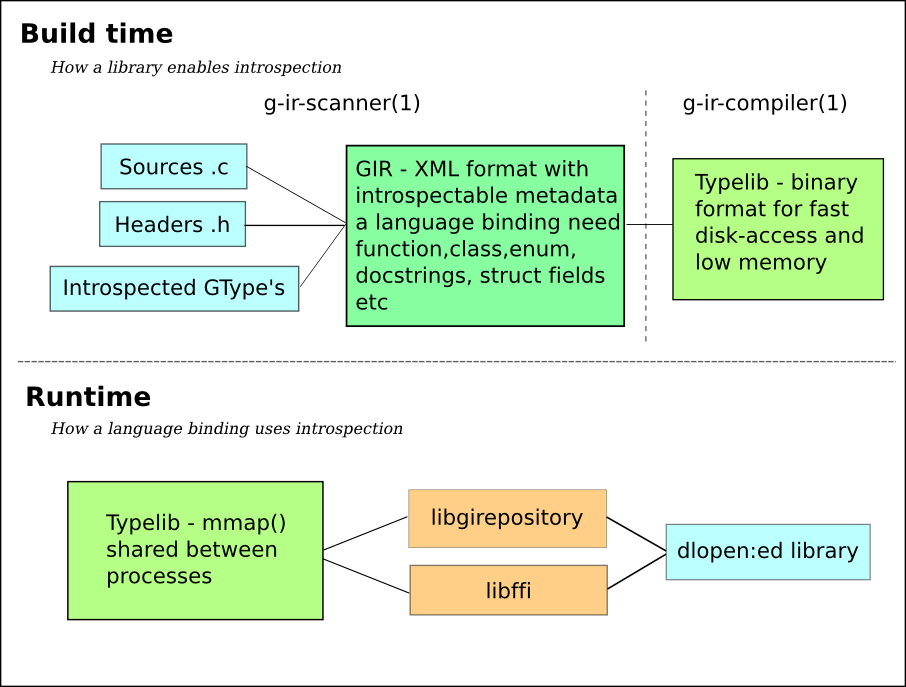 Build time
How a library enables introspection
g-ir-scanner(1)
g-ir-compiler(1)
Sources .c
Headers .h
Introspected GType's
GIR - XML format with
introspectable metadata
a language binding need
function,class,enum,
docstrings, struct fields
etc
Typelib - binary
format for fast
disk-access and
low memory
Runtime
How a language binding uses introspection
Typelib - mmap()
shared between
processes
libgirepository
libffi
dlopen:ed library